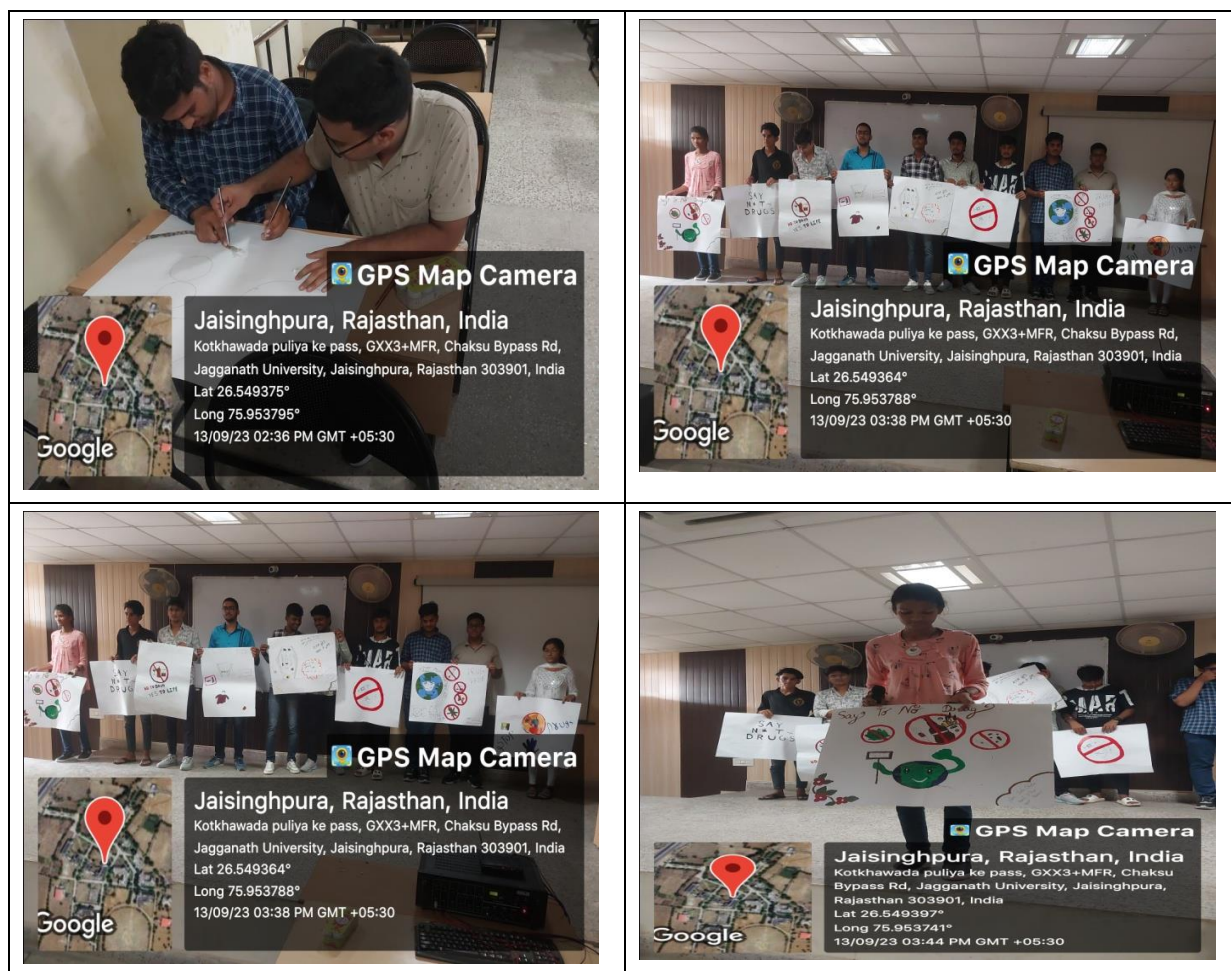 GPS Map Camera
Jaisinghpura, Rajasthan, India
Kotkhawada puliya ke pass, GXX3+MFR, Chaksu Bypass Rd,
Jagganath University, Jaisinghpura, Rajasthan 303901, India
Lat 26.549375°
Long 75.953795°
13/09/23 02:36 PM GMT +05:30
Google
SAY
DRUGS
GPS Map Camera
Jaisinghpura, Rajasthan, India
Kotkhawada puliya ke pass, GXX3+MFR, Chaksu Bypass Rd,
Jagganath University, Jaisinghpura, Rajasthan 303901, India
Lat 26.549364°
Long 75.953788°
13/09/23 03:38 PM GMT +05:30
Google
SAY
GPS Map Camera
Jaisinghpura, Rajasthan, India
Kotkhawada puliya ke pass, GXX3+MFR, Chaksu Bypass Rd,
Jagganath University, Jaisinghpura, Rajasthan 303901, India
Lat 26.549364°
Long 75.953788°
13/09/23 03:38 PM GMT +05:30
Google
Say To No Drugs
SAY
DRUGS
GPS Map Camera
Jaisinghpura, Rajasthan, India
Kotkhawada puliya ke pass, GXX3+MFR, Chaksu
Bypass Rd, Jagganath University, Jaisinghpura,
Rajasthan 303901, India
Lat 26.549397°
Long 75.953741°
13/09/23 03:44 PM GMT +05:30
Google